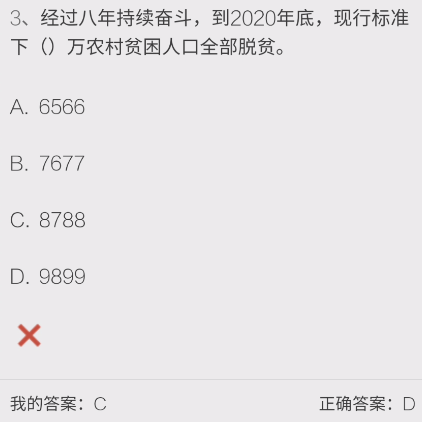 3、经过八年持续奋斗，到2020年底，现行标准
下（）万农村贫困人口全部脱贫。
A. 6566
B. 7677
C. 8788
D. 9899
我的答案：C
正确答案：D